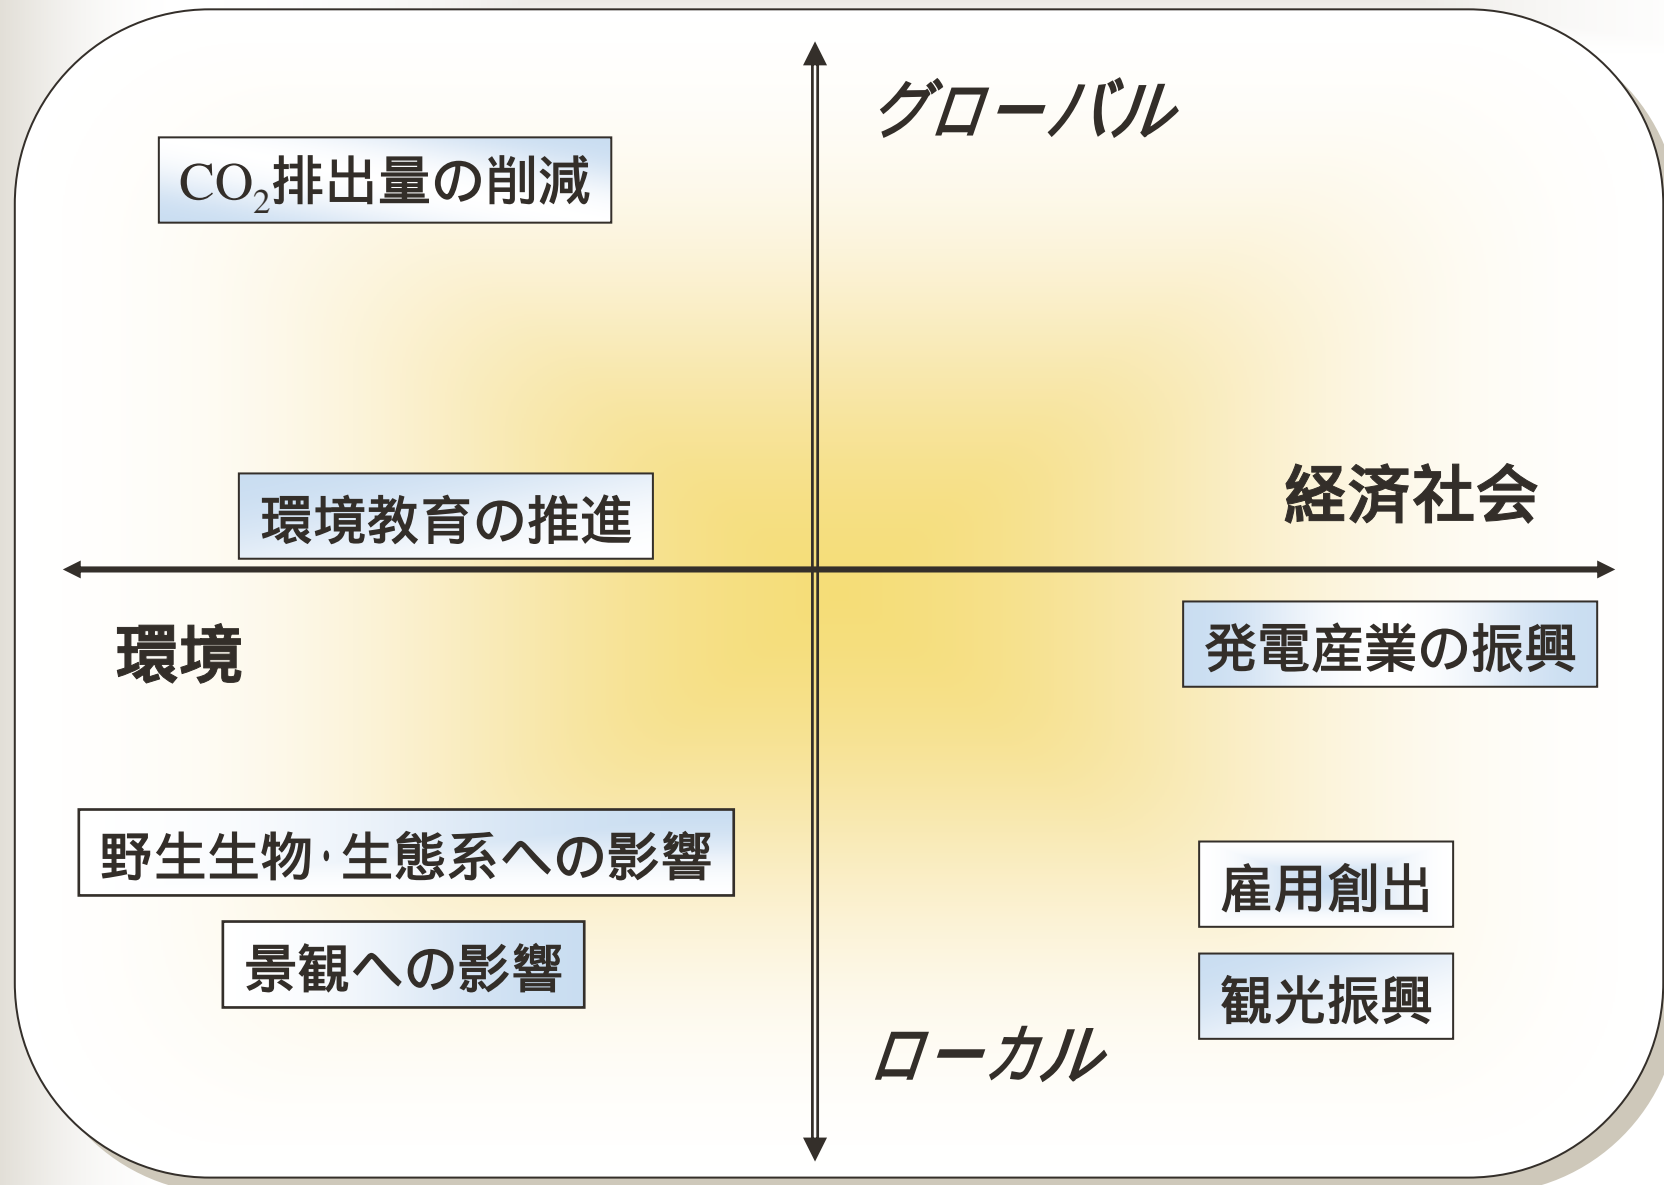 グローバル
CO₂排出量の削減
経済社会
環境教育の推進
環境
発電産業の振興
野生生物・生態系への影響
雇用創出
景観への影響
観光振興
ローカル